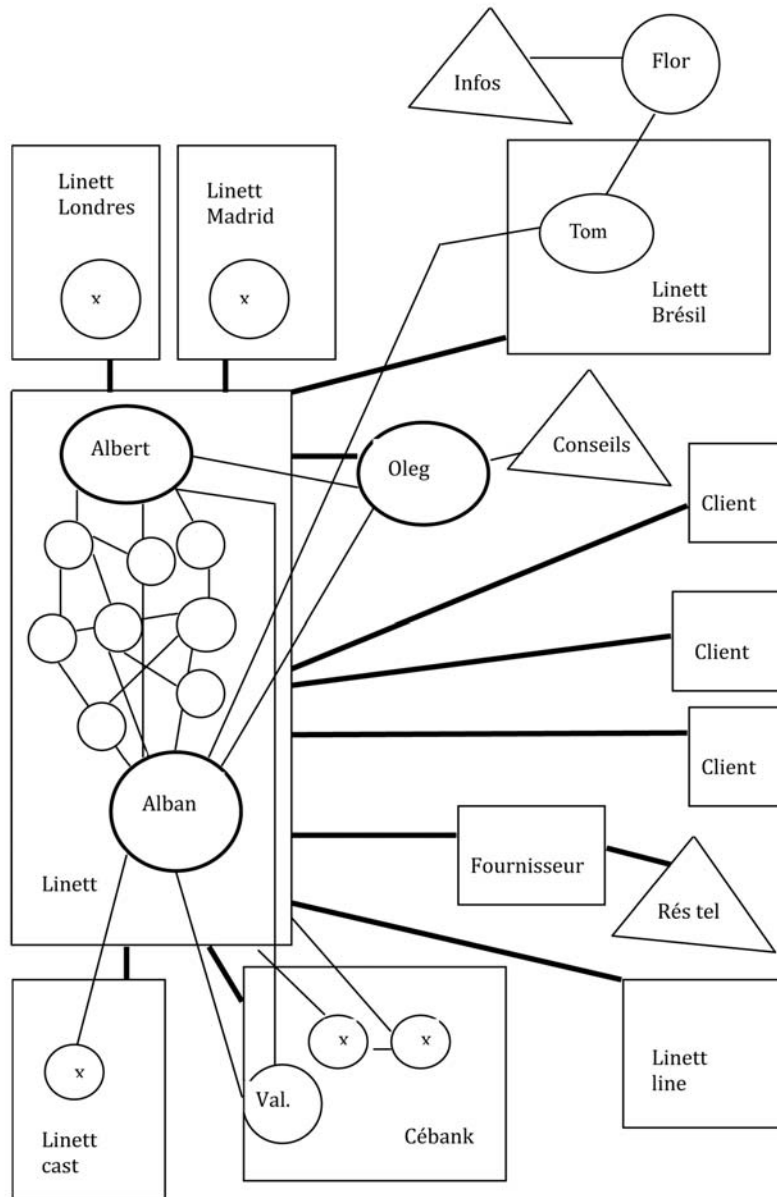 Infos
Flor
Linett
Londres
x
Linett
Madrid
x
Tom
Linett
Brésil
Albert
Oleg
Conseils
Client
Client
Client
Alban
Linett
Fournisseur
Rés tel
x
Linett
cast
x
x
Val.
Cébank
Linett
line